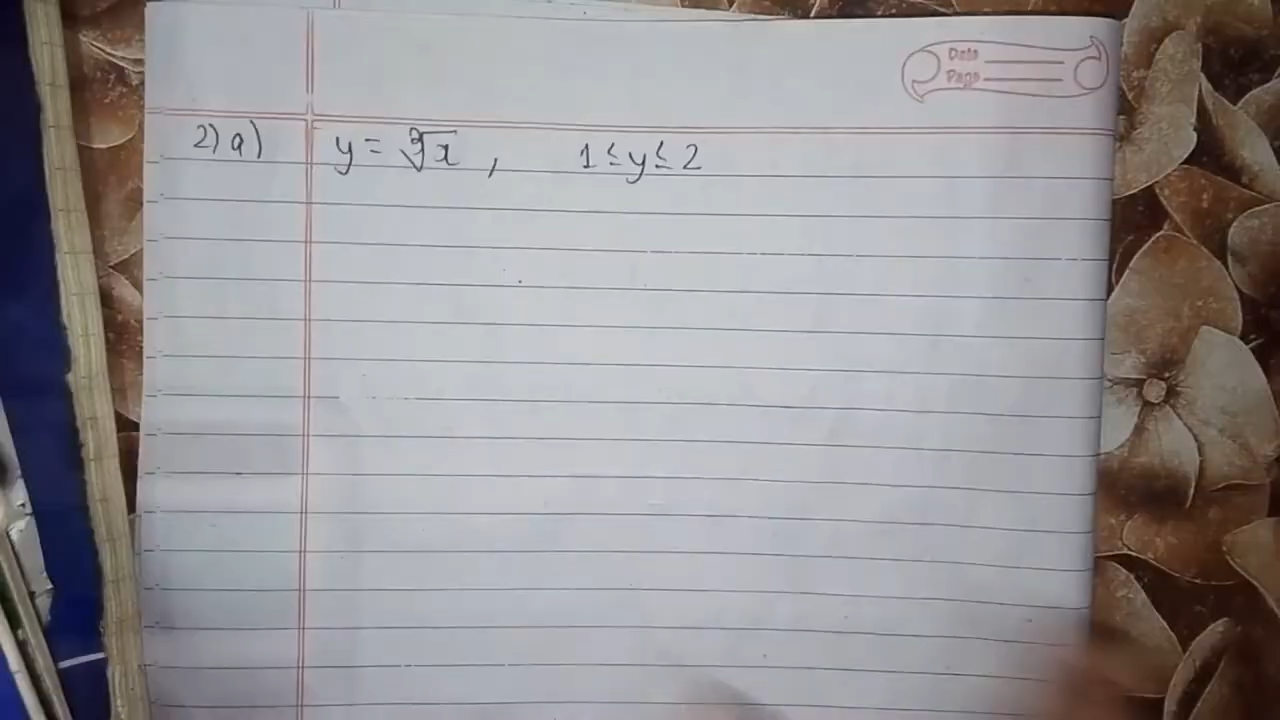 Date
Page
2) a) y = ∛x , 1 ≤ y ≤ 2